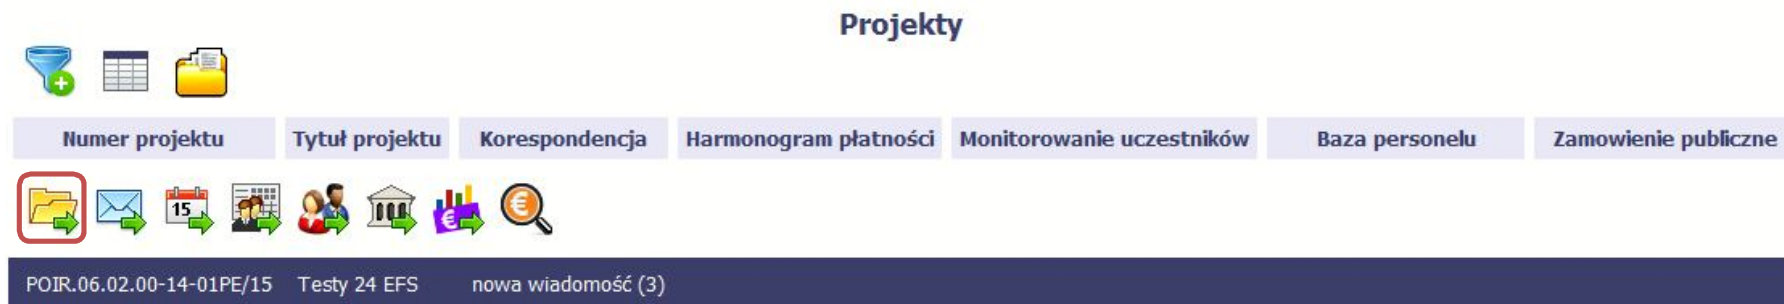 Projekty
Numer projektu Tytuł projektu Korespondencja Harmonogram płatności Monitorowanie uczestników Baza personelu Zamowienie publiczne
15
POIR.06.02.00-14-01PE/15 Testy 24 EFS nowa wiadomość (3)